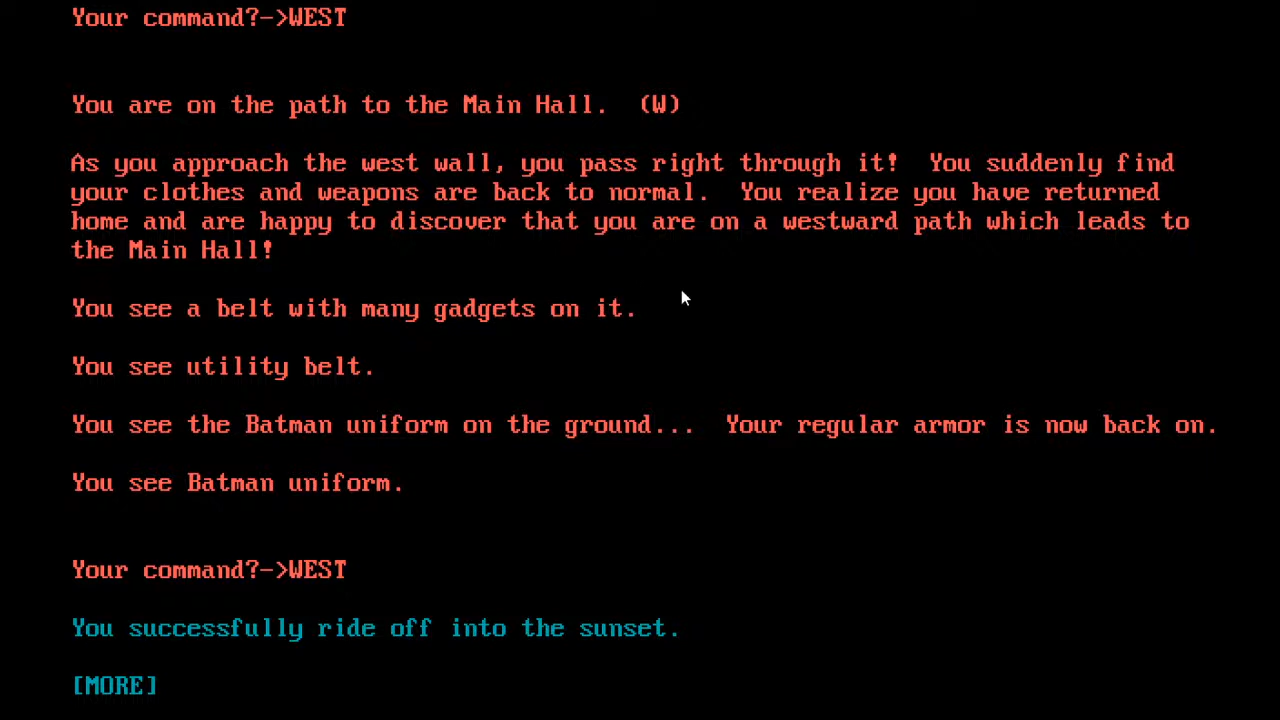 Your command?->WEST
You are on the path to the Main Hall.  (W)
As you approach the west wall, you pass right through it!  You suddenly find
your clothes and weapons are back to normal.  You realize you have returned
home and are happy to discover that you are on a westward path which leads to
the Main Hall!
You see a belt with many gadgets on it.
You see utility belt.
You see the Batman uniform on the ground...  Your regular armor is now back on.
You see Batman uniform.
Your command?->WEST
You successfully ride off into the sunset.
[MORE]